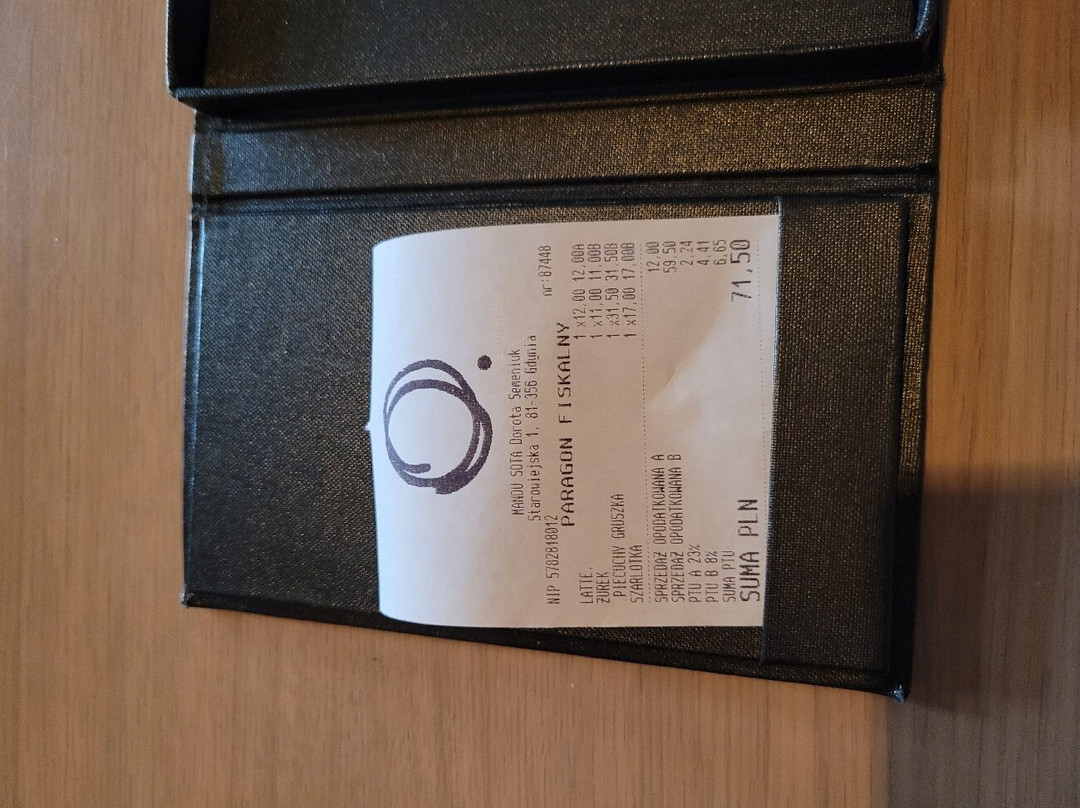 MANDU SOTA Dorota Semeniuk
Starowiejska 1, 81-356 Gdynia
NIP 5782818012 nr:87448
PARAGON FISKALNY
LATTE. 1 x12,00 12,00A
ŻUREK 1 x11,00 11,00B
PIECUCHY GRUSZKA 1 x31,50 31,50B
SZARLOTKA 1 x17,00 17,00B
SPRZEDAŻ OPODATKOWANA A 12,00
SPRZEDAŻ OPODATKOWANA B 59,50
PTU A 23% 2,24
PTU B 8% 4,41
SUMA PTU 6,65
SUMA PLN 71,50